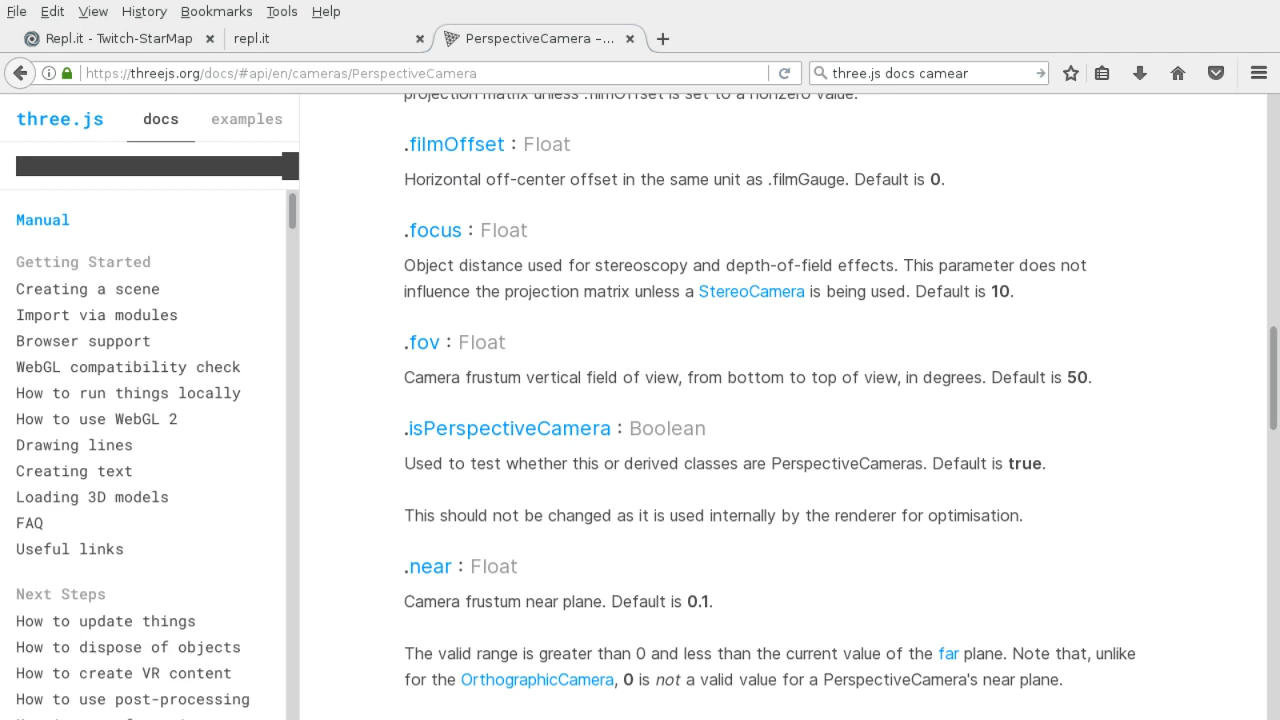 File Edit View History Bookmarks Tools Help
Repl.it - Twitch-StarMap
repl.it
PerspectiveCamera –...
https://threejs.org/docs/#api/en/cameras/PerspectiveCamera
three.js docs camear
three.js docs examples
Manual
Getting Started
Creating a scene
Import via modules
Browser support
WebGL compatibility check
How to run things locally
How to use WebGL 2
Drawing lines
Creating text
Loading 3D models
FAQ
Useful links
Next Steps
How to update things
How to dispose of objects
How to create VR content
How to use post-processing
projection matrix unless .filmOffset is set to a nonzero value.
.filmOffset : Float
Horizontal off-center offset in the same unit as .filmGauge. Default is 0.
.focus : Float
Object distance used for stereoscopy and depth-of-field effects. This parameter does not
influence the projection matrix unless a StereoCamera is being used. Default is 10.
.fov : Float
Camera frustum vertical field of view, from bottom to top of view, in degrees. Default is 50.
.isPerspectiveCamera : Boolean
Used to test whether this or derived classes are PerspectiveCameras. Default is true.
This should not be changed as it is used internally by the renderer for optimisation.
.near : Float
Camera frustum near plane. Default is 0.1.
The valid range is greater than 0 and less than the current value of the far plane. Note that, unlike
for the OrthographicCamera, 0 is not a valid value for a PerspectiveCamera's near plane.